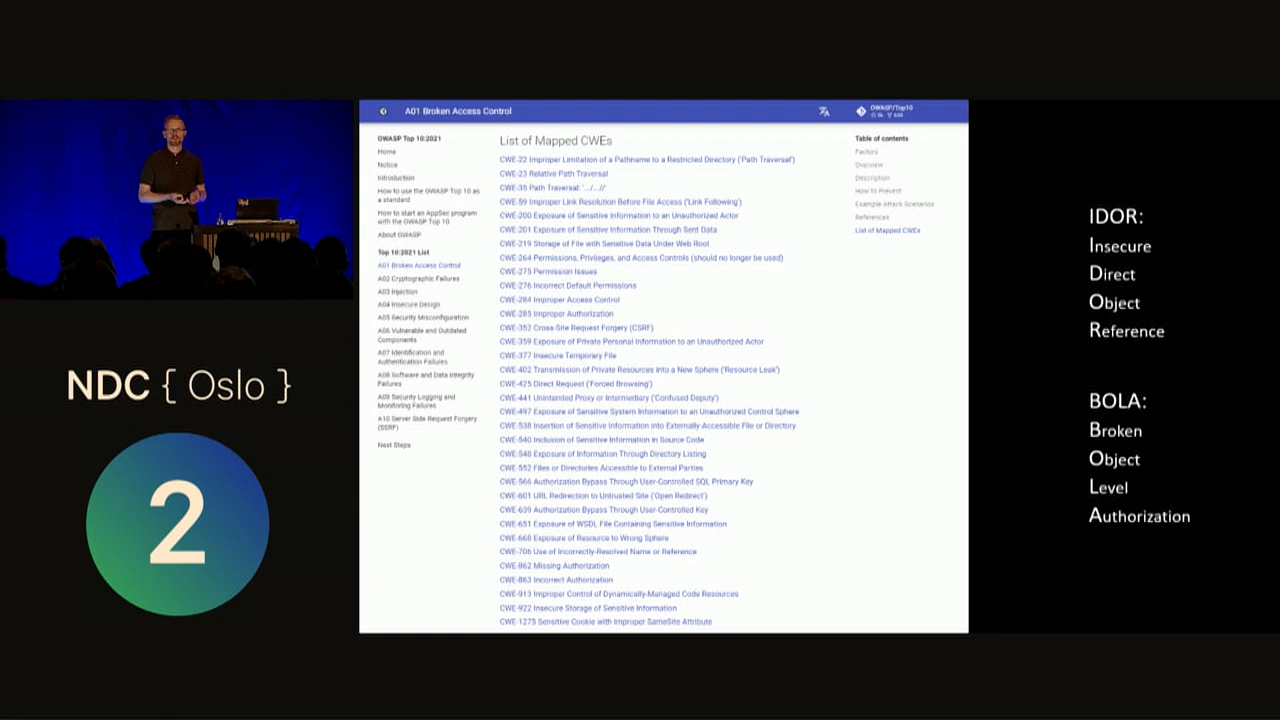 NDC { Oslo }
2
A01 Broken Access Control
OWASP/Top10
OWASP Top 10:2021
Home
Notice
Introduction
How to use the OWASP Top 10 as
a standard
How to start an AppSec program
with the OWASP Top 10
About OWASP
Top 10:2021 List
A01 Broken Access Control
A02 Cryptographic Failures
A03 Injection
A04 Insecure Design
A05 Security Misconfiguration
A06 Vulnerable and Outdated
Components
A07 Identification and
Authentication Failures
A08 Software and Data Integrity
Failures
A09 Security Logging and
Monitoring Failures
A10 Server Side Request Forgery
(SSRF)
Next Steps
List of Mapped CWEs
CWE-22 Improper Limitation of a Pathname to a Restricted Directory ('Path Traversal')
CWE-23 Relative Path Traversal
CWE-35 Path Traversal: '.../...//'
CWE-59 Improper Link Resolution Before File Access ('Link Following')
CWE-200 Exposure of Sensitive Information to an Unauthorized Actor
CWE-201 Exposure of Sensitive Information Through Sent Data
CWE-219 Storage of File with Sensitive Data Under Web Root
CWE-264 Permissions, Privileges, and Access Controls (should no longer be used)
CWE-275 Permission Issues
CWE-276 Incorrect Default Permissions
CWE-284 Improper Access Control
CWE-285 Improper Authorization
CWE-352 Cross-Site Request Forgery (CSRF)
CWE-359 Exposure of Private Personal Information to an Unauthorized Actor
CWE-377 Insecure Temporary File
CWE-402 Transmission of Private Resources into a New Sphere ('Resource Leak')
CWE-425 Direct Request ('Forced Browsing')
CWE-441 Unintended Proxy or Intermediary ('Confused Deputy')
CWE-497 Exposure of Sensitive System Information to an Unauthorized Control Sphere
CWE-538 Insertion of Sensitive Information into Externally-Accessible File or Directory
CWE-540 Inclusion of Sensitive Information in Source Code
CWE-548 Exposure of Information Through Directory Listing
CWE-552 Files or Directories Accessible to External Parties
CWE-566 Authorization Bypass Through User-Controlled SQL Primary Key
CWE-601 URL Redirection to Untrusted Site ('Open Redirect')
CWE-639 Authorization Bypass Through User-Controlled Key
CWE-651 Exposure of WSDL File Containing Sensitive Information
CWE-668 Exposure of Resource to Wrong Sphere
CWE-706 Use of Incorrectly-Resolved Name or Reference
CWE-862 Missing Authorization
CWE-863 Incorrect Authorization
CWE-913 Improper Control of Dynamically-Managed Code Resources
CWE-922 Insecure Storage of Sensitive Information
CWE-1275 Sensitive Cookie with Improper SameSite Attribute
Table of contents
Factors
Overview
Description
How to Prevent
Example Attack Scenarios
References
List of Mapped CWEs
IDOR:
Insecure
Direct
Object
Reference
BOLA:
Broken
Object
Level
Authorization